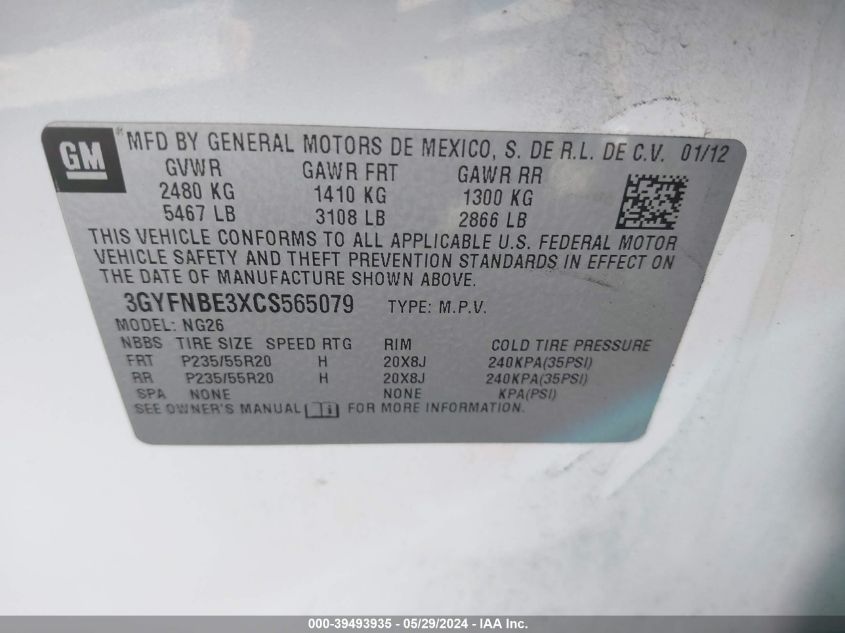 GM
MFD BY GENERAL MOTORS DE MEXICO, S. DE R.L. DE C.V. 01/12
GVWR GAWR FRT GAWR RR
2480 KG 1410 KG 1300 KG
5467 LB 3108 LB 2866 LB
THIS VEHICLE CONFORMS TO ALL APPLICABLE U.S. FEDERAL MOTOR
VEHICLE SAFETY AND THEFT PREVENTION STANDARDS IN EFFECT ON
THE DATE OF MANUFACTURE SHOWN ABOVE.
3GYFNBE3XCS565079 TYPE: M.P.V.
MODEL: NG26
NBBS TIRE SIZE SPEED RTG RIM COLD TIRE PRESSURE
FRT P235/55R20 H 20X8J 240KPA(35PSI)
RR P235/55R20 H 20X8J 240KPA(35PSI)
SPA NONE NONE KPA(PSI)
SEE OWNER'S MANUAL FOR MORE INFORMATION.
000-39493935 - 05/29/2024 - IAA Inc.